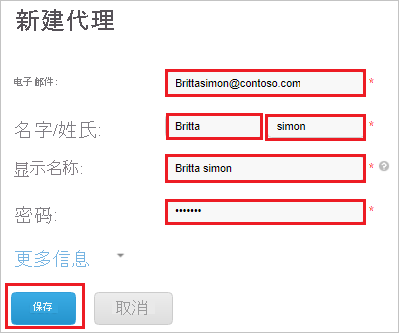 新建代理
电子邮件: Brittasimon@contoso.com *
名字/姓氏: Britta simon *
显示名称: Britta simon * ?
密码: ••••••• *
更多信息
保存 取消